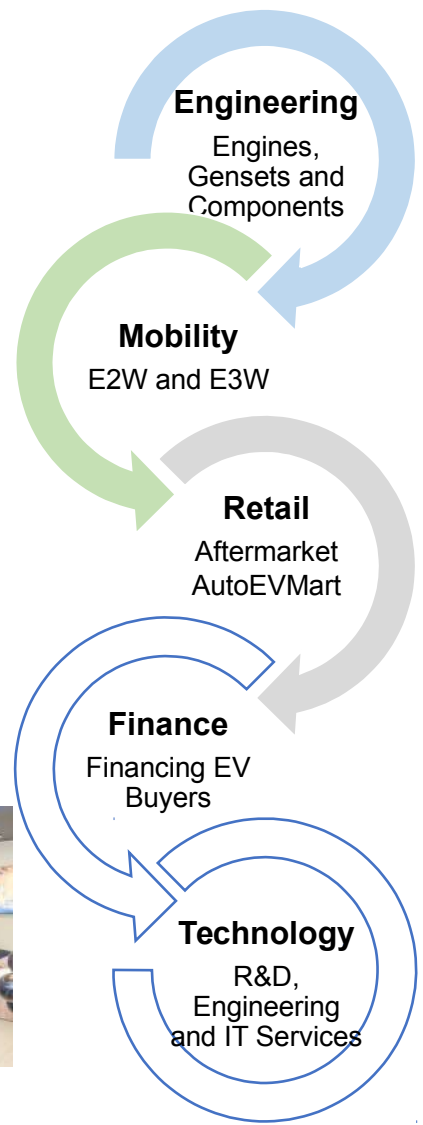 Engineering
Engines,
Gensets and
Components
Mobility
E2W and E3W
Retail
Aftermarket
AutoEVMart
Finance
Financing EV
Buyers
Technology
R&D,
Engineering
and IT Services